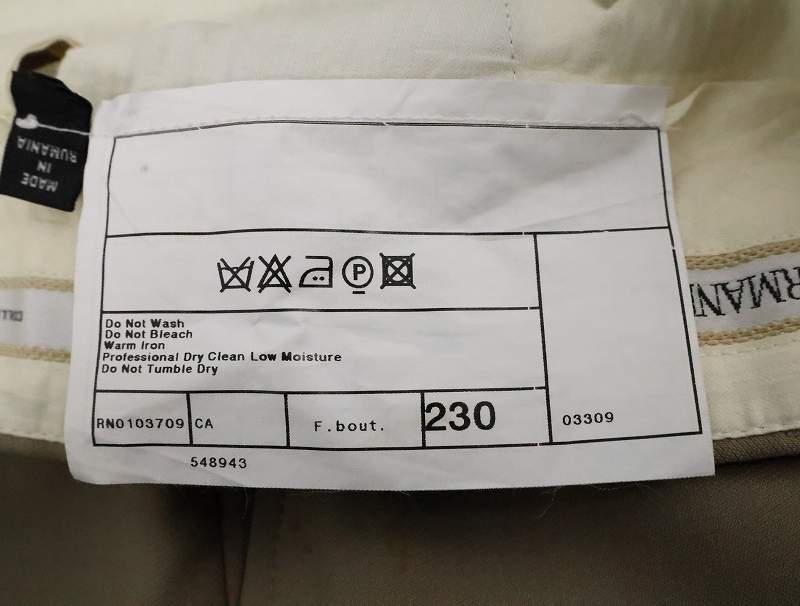 MADE
IN
RUMANIA
P
Do Not Wash
Do Not Bleach
Warm Iron
Professional Dry Clean Low Moisture
Do Not Tumble Dry
RN0103709
CA
F.bout.
230
03309
548943